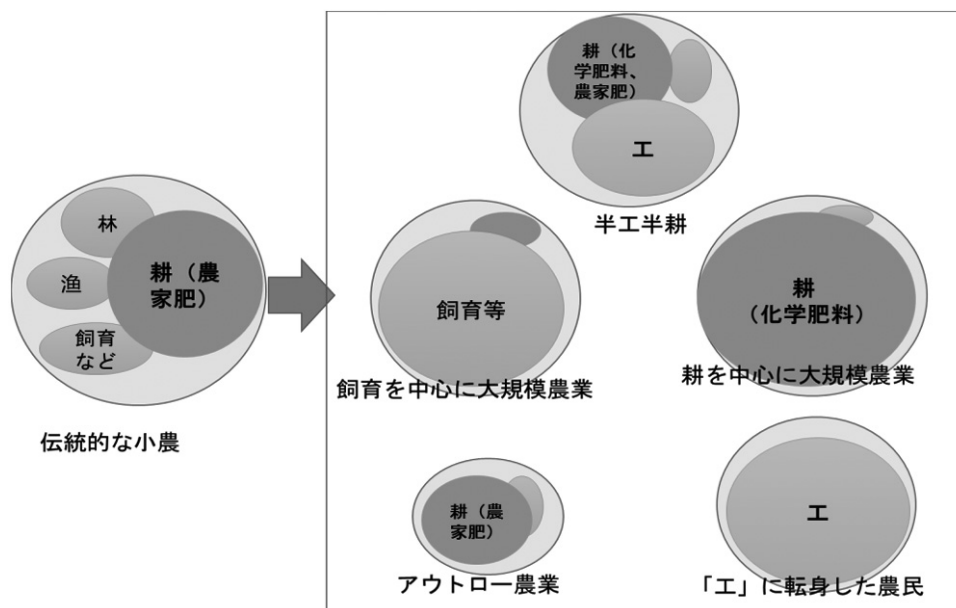 林
漁
飼育
など
耕（農
家肥）
伝統的な小農
耕（化
学肥料、
農家肥）
工
半工半耕
飼育等
飼育を中心に大規模農業
耕
（化学肥料）
耕を中心に大規模農業
耕（農
家肥）
アウトロー農業
工
「工」に転身した農民